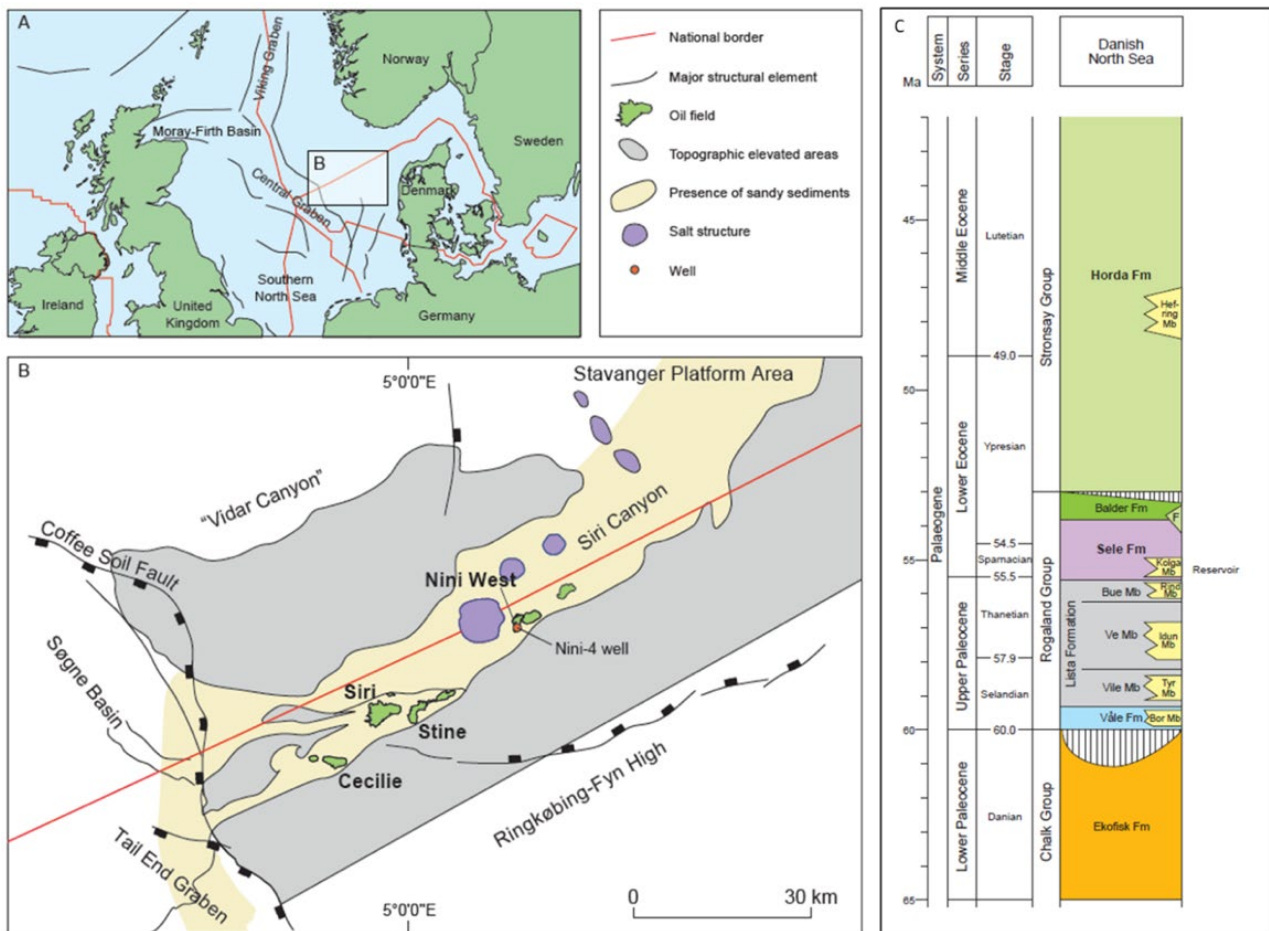 A
Norway
Viking Graben
Moray-Firth Basin
Sweden
B
Central Graben
Denmark
Southern
North Sea
Ireland
United
Kingdom
Germany
National border
Major structural element
Oil field
Topographic elevated areas
Presence of sandy sediments
Salt structure
Well
B
5°0'0"E
Stavanger Platform Area
"Vidar Canyon"
Siri Canyon
Coffee Soil Fault
Nini West
Nini-4 well
Søgne Basin
Siri
Stine
Cecilie
Ringkøbing-Fyn High
Tail End Graben
5°0'0"E
0
30 km
C
Ma
System
Series
Stage
Danish
North Sea
45
50
55
60
65
Palaeogene
Middle Eocene
Lower Eocene
Upper Paleocene
Lower Paleocene
Lutetian
49.0
Ypresian
54.5
Sparnacian
55.5
Thanetian
57.9
Selandian
60.0
Danian
Stronsay Group
Rogaland Group
Chalk Group
Horda Fm
Hef-
ring
Mb
Balder Fm
F
Sele Fm
Kolga
Mb
Reservoir
Lista Formation
Bue Mb
Rind
Mb
Ve Mb
Idun
Mb
Vile Mb
Tyr
Mb
Våle Fm
Bor Mb
Ekofisk Fm